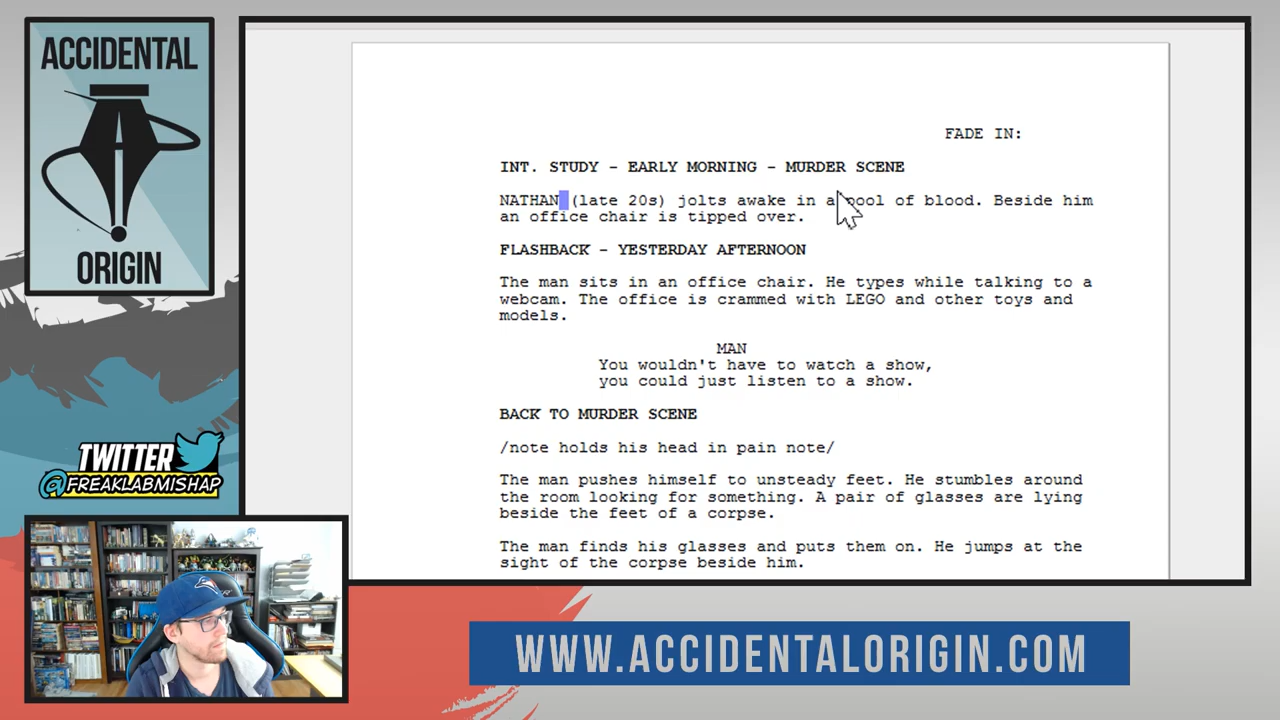 ACCIDENTAL
ORIGIN
FADE IN:
INT. STUDY - EARLY MORNING - MURDER SCENE
NATHAN (late 20s) jolts awake in a pool of blood. Beside him
an office chair is tipped over.
FLASHBACK - YESTERDAY AFTERNOON
The man sits in an office chair. He types while talking to a
webcam. The office is crammed with LEGO and other toys and
models.
MAN
You wouldn't have to watch a show,
you could just listen to a show.
BACK TO MURDER SCENE
/note holds his head in pain note/
The man pushes himself to unsteady feet. He stumbles around
the room looking for something. A pair of glasses are lying
beside the feet of a corpse.
The man finds his glasses and puts them on. He jumps at the
sight of the corpse beside him.
TWITTER
@FREAKLABMISHAP
WWW.ACCIDENTALORIGIN.COM